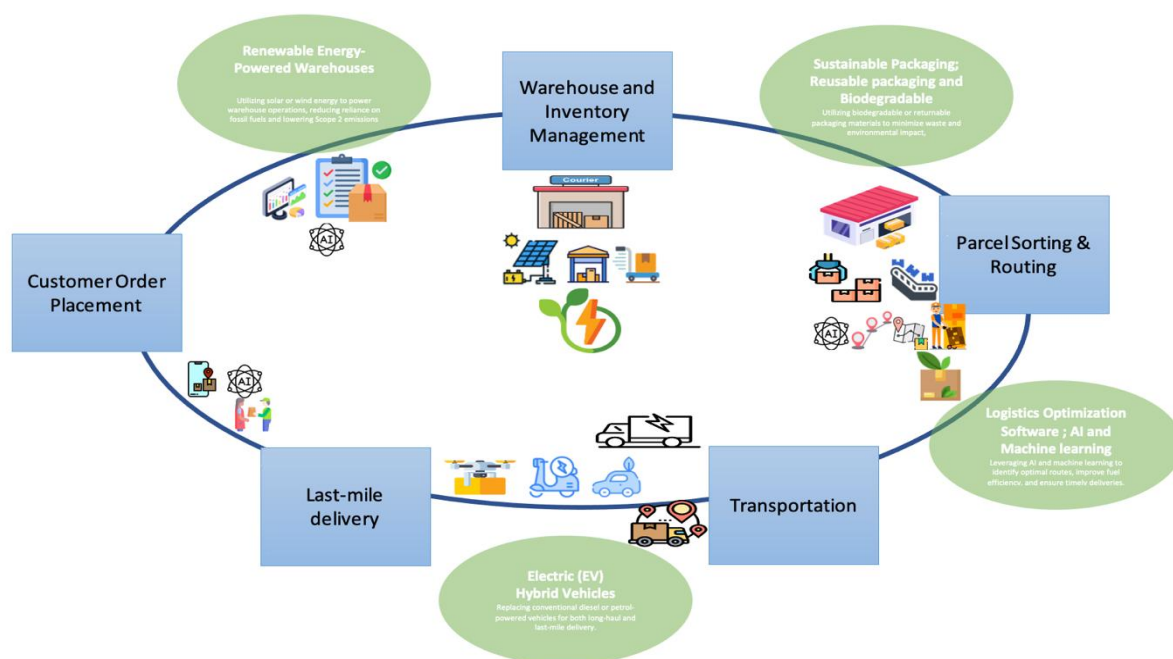 Renewable Energy-
Powered Warehouses
Utilizing solar or wind energy to power
warehouse operations, reducing reliance on
fossil fuels and lowering Scope 2 emissions
Warehouse and
Inventory
Management
Sustainable Packaging;
Reusable packaging and
Biodegradable
Utilizing biodegradable or returnable
packaging materials to minimise waste and
environmental impact,
Courier
AI
Customer Order
Placement
Parcel Sorting &
Routing
AI
AI
Logistics Optimization
Software ; AI and
Machine learning
Leveraging AI and machine learning to
identify optimal routes, improve fuel
efficiency, and ensure timely deliveries.
Last-mile
delivery
Transportation
Electric (EV)
Hybrid Vehicles
Replacing conventional diesel or petrol-
powered vehicles for both long-haul and
last-mile delivery.